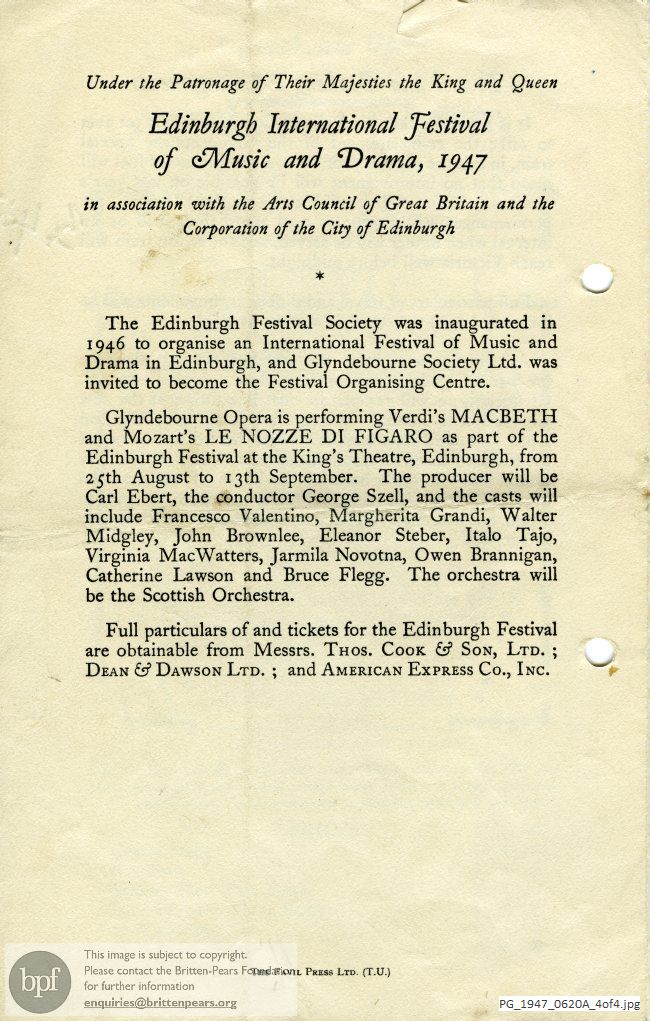 Under the Patronage of Their Majesties the King and Queen
Edinburgh International Festival
of Music and Drama, 1947
in association with the Arts Council of Great Britain and the
Corporation of the City of Edinburgh
*
The Edinburgh Festival Society was inaugurated in
1946 to organise an International Festival of Music and
Drama in Edinburgh, and Glyndebourne Society Ltd. was
invited to become the Festival Organising Centre.
Glyndebourne Opera is performing Verdi's MACBETH
and Mozart's LE NOZZE DI FIGARO as part of the
Edinburgh Festival at the King's Theatre, Edinburgh, from
25th August to 13th September. The producer will be
Carl Ebert, the conductor George Szell, and the casts will
include Francesco Valentino, Margherita Grandi, Walter
Midgley, John Brownlee, Eleanor Steber, Italo Tajo,
Virginia MacWatters, Jarmila Novotna, Owen Brannigan,
Catherine Lawson and Bruce Flegg. The orchestra will
be the Scottish Orchestra.
Full particulars of and tickets for the Edinburgh Festival
are obtainable from Messrs. THOS. COOK & SON, LTD. ;
DEAN & DAWSON LTD. ; and AMERICAN EXPRESS CO., INC.
THE FAVIL PRESS LTD. (T.U.)
bpf
This image is subject to copyright.
Please contact the Britten-Pears Foundation
for further information
enquiries@brittenpears.org
PG_1947_0620A_4of4.jpg